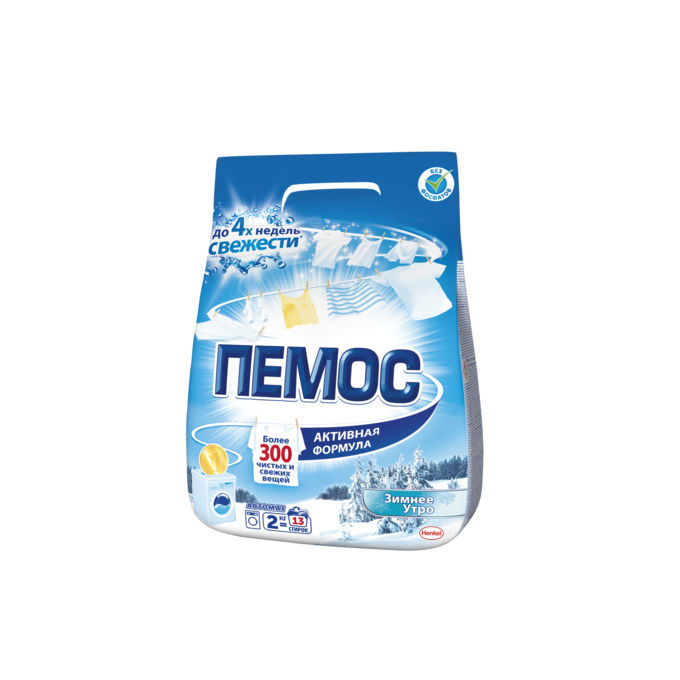 БЕЗ
ФОСФАТОВ
до 4х недель
свежести*
ПЕМОС
АКТИВНАЯ
ФОРМУЛА
Более
300
чистых и
свежих
вещей
Зимнее
Утро
АВТОМАТ
2 кг = 13
СТИРОК
Henkel